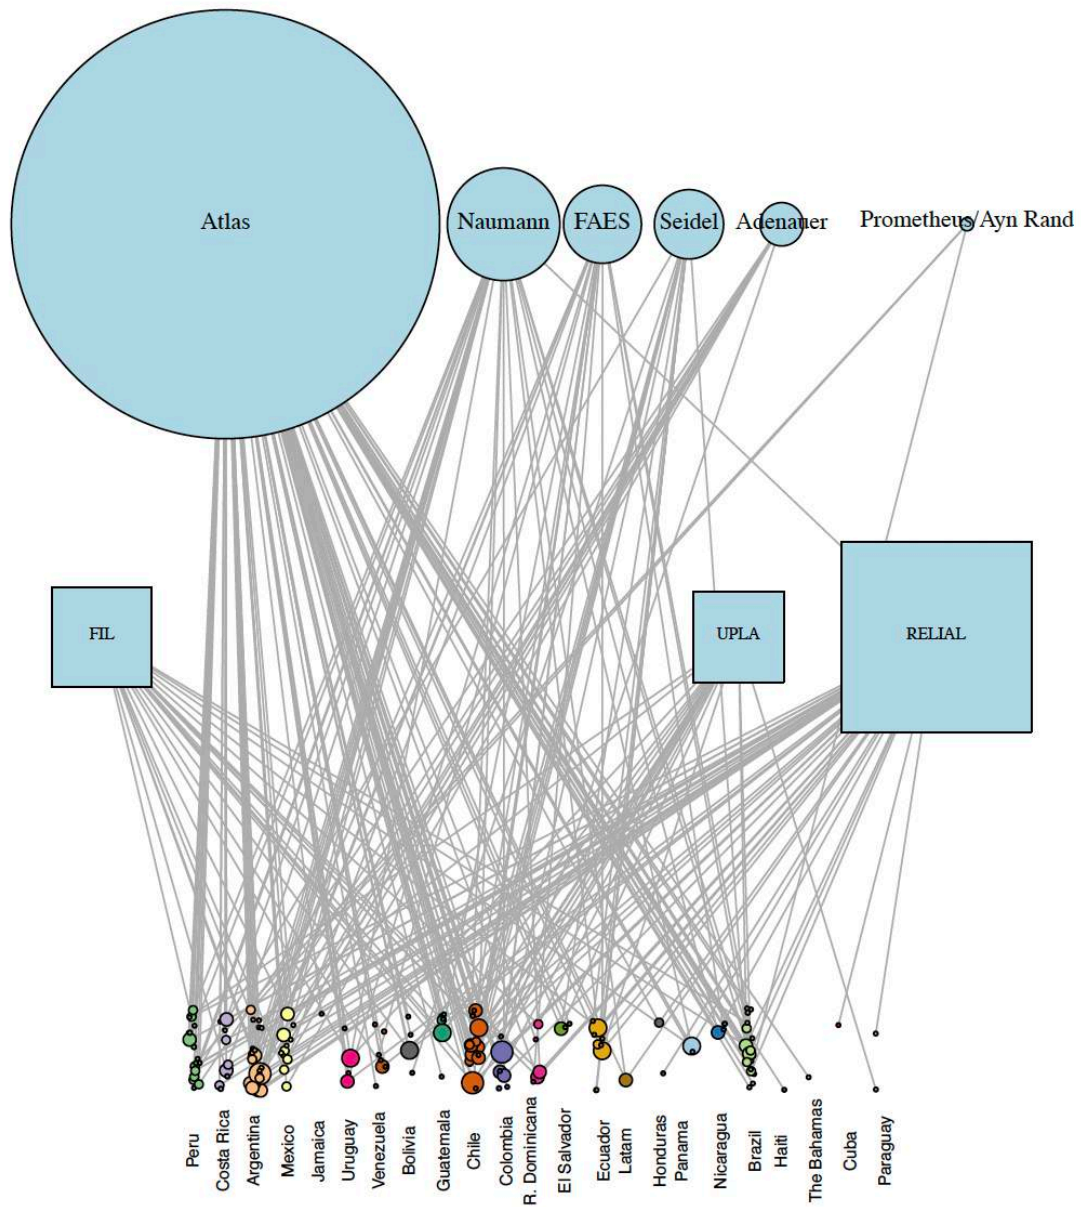 Atlas
Naumann
FAES
Seidel
Adenauer
Prometheus/Ayn Rand
FIL
UPLA
RELIAL
Peru
Costa Rica
Argentina
Mexico
Jamaica
Uruguay
Venezuela
Bolivia
Guatemala
Chile
Colombia
R. Dominicana
El Salvador
Ecuador
Latam
Honduras
Panama
Nicaragua
Brazil
Haiti
The Bahamas
Cuba
Paraguay